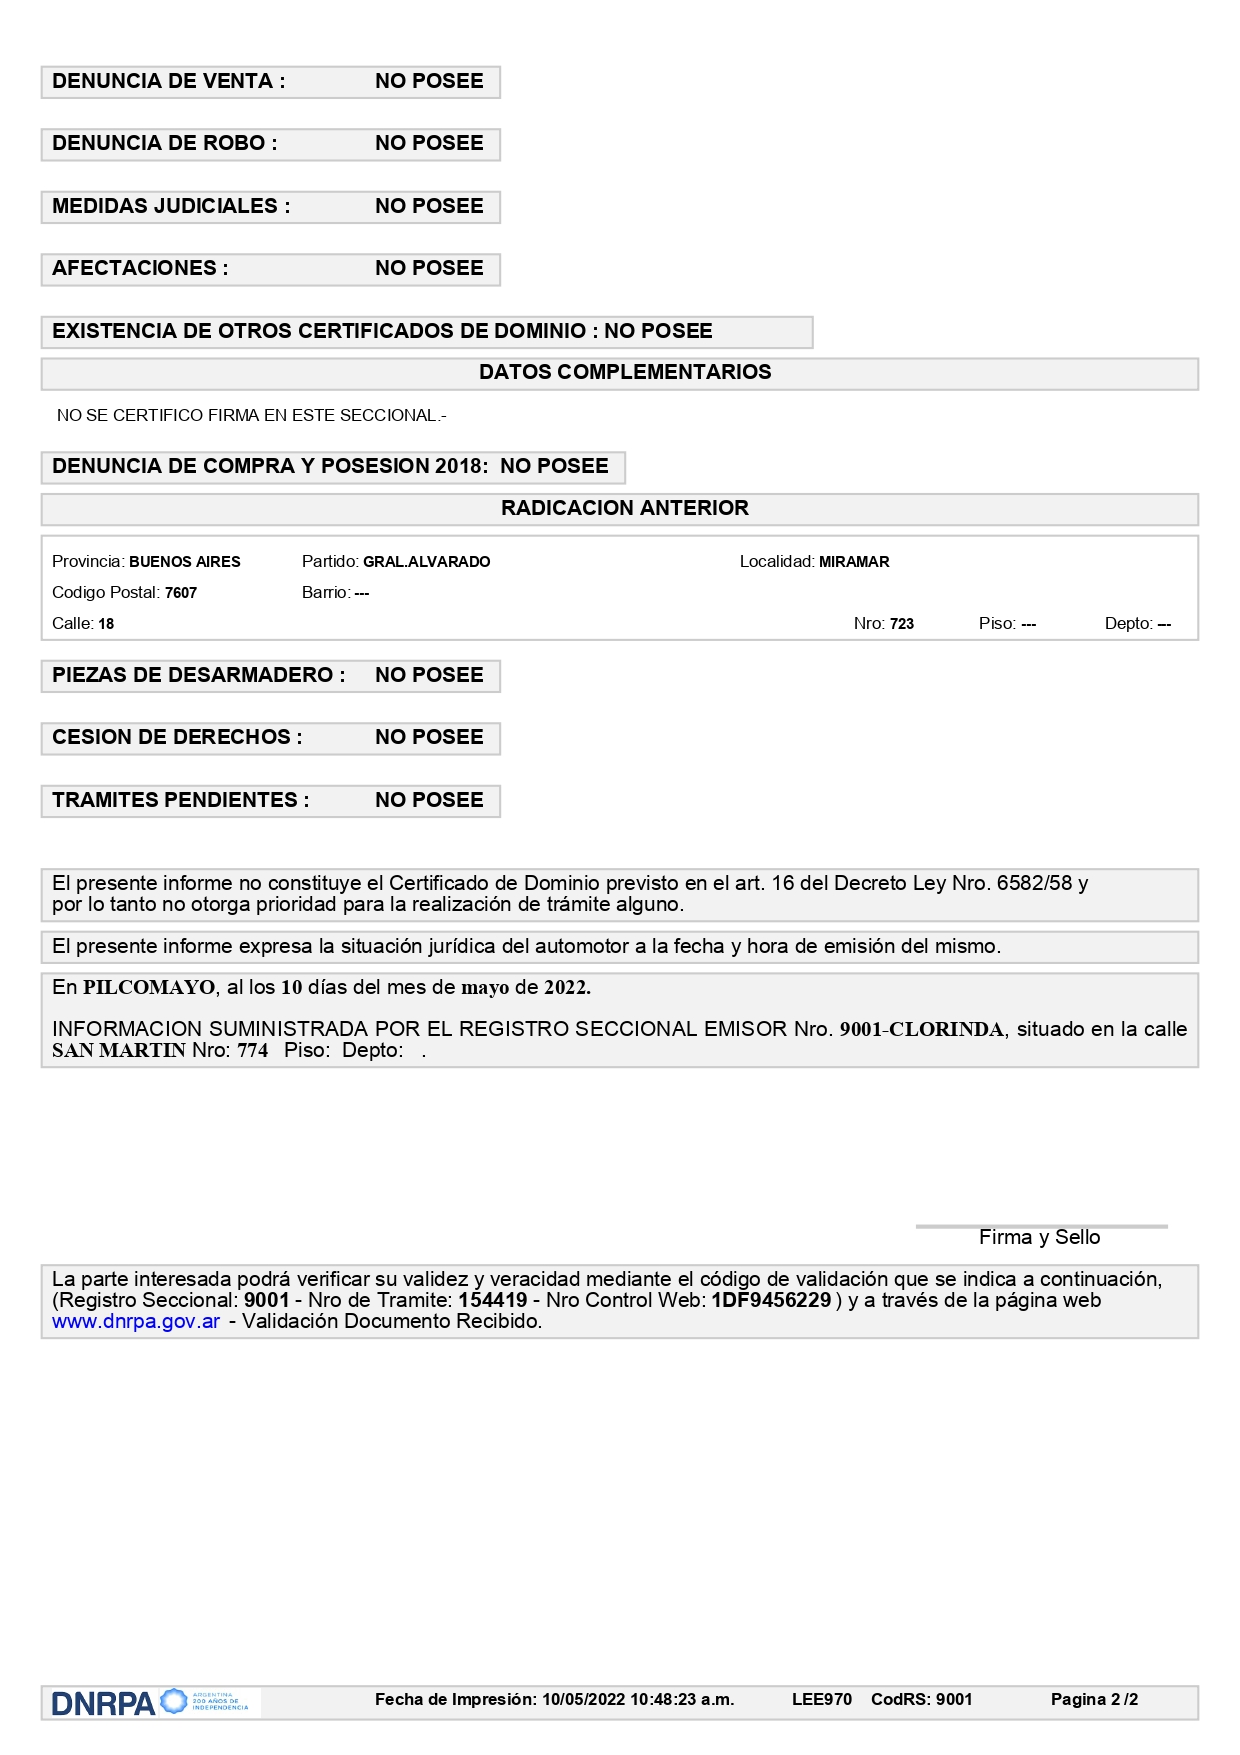 DENUNCIA DE VENTA : NO POSEE
DENUNCIA DE ROBO : NO POSEE
MEDIDAS JUDICIALES : NO POSEE
AFECTACIONES : NO POSEE
EXISTENCIA DE OTROS CERTIFICADOS DE DOMINIO : NO POSEE
DATOS COMPLEMENTARIOS
NO SE CERTIFICO FIRMA EN ESTE SECCIONAL.-
DENUNCIA DE COMPRA Y POSESION 2018: NO POSEE
RADICACION ANTERIOR
Provincia: BUENOS AIRES Partido: GRAL.ALVARADO Localidad: MIRAMAR
Codigo Postal: 7607 Barrio: ---
Calle: 18 Nro: 723 Piso: --- Depto: ---
PIEZAS DE DESARMADERO : NO POSEE
CESION DE DERECHOS : NO POSEE
TRAMITES PENDIENTES : NO POSEE
El presente informe no constituye el Certificado de Dominio previsto en el art. 16 del Decreto Ley Nro. 6582/58 y
por lo tanto no otorga prioridad para la realización de trámite alguno.
El presente informe expresa la situación jurídica del automotor a la fecha y hora de emisión del mismo.
En PILCOMAYO, al los 10 días del mes de mayo de 2022.
INFORMACION SUMINISTRADA POR EL REGISTRO SECCIONAL EMISOR Nro. 9001-CLORINDA, situado en la calle
SAN MARTIN Nro: 774 Piso: Depto: .
Firma y Sello
La parte interesada podrá verificar su validez y veracidad mediante el código de validación que se indica a continuación,
(Registro Seccional: 9001 - Nro de Tramite: 154419 - Nro Control Web: 1DF9456229 ) y a través de la página web
www.dnrpa.gov.ar - Validación Documento Recibido.
DNRPA ARGENTINA
200 AÑOS DE
INDEPENDENCIA
Fecha de Impresión: 10/05/2022 10:48:23 a.m. LEE970 CodRS: 9001 Pagina 2 /2